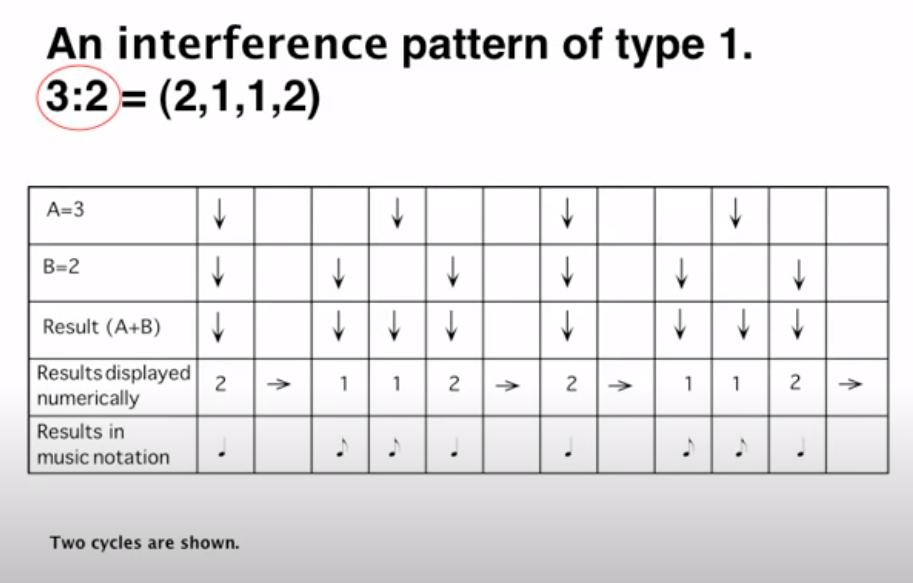 An interference pattern of type 1.
3:2 = (2,1,1,2)
A=3 ↓ ↓ ↓ ↓
B=2 ↓ ↓ ↓ ↓ ↓ ↓
Result (A+B) ↓ ↓ ↓ ↓ ↓ ↓ ↓ ↓
Results displayed
numerically 2 → 1 1 2 → 2 → 1 1 2 →
Results in
music notation ♩ ♪ ♪ ♩ ♩ ♪ ♪ ♩
Two cycles are shown.